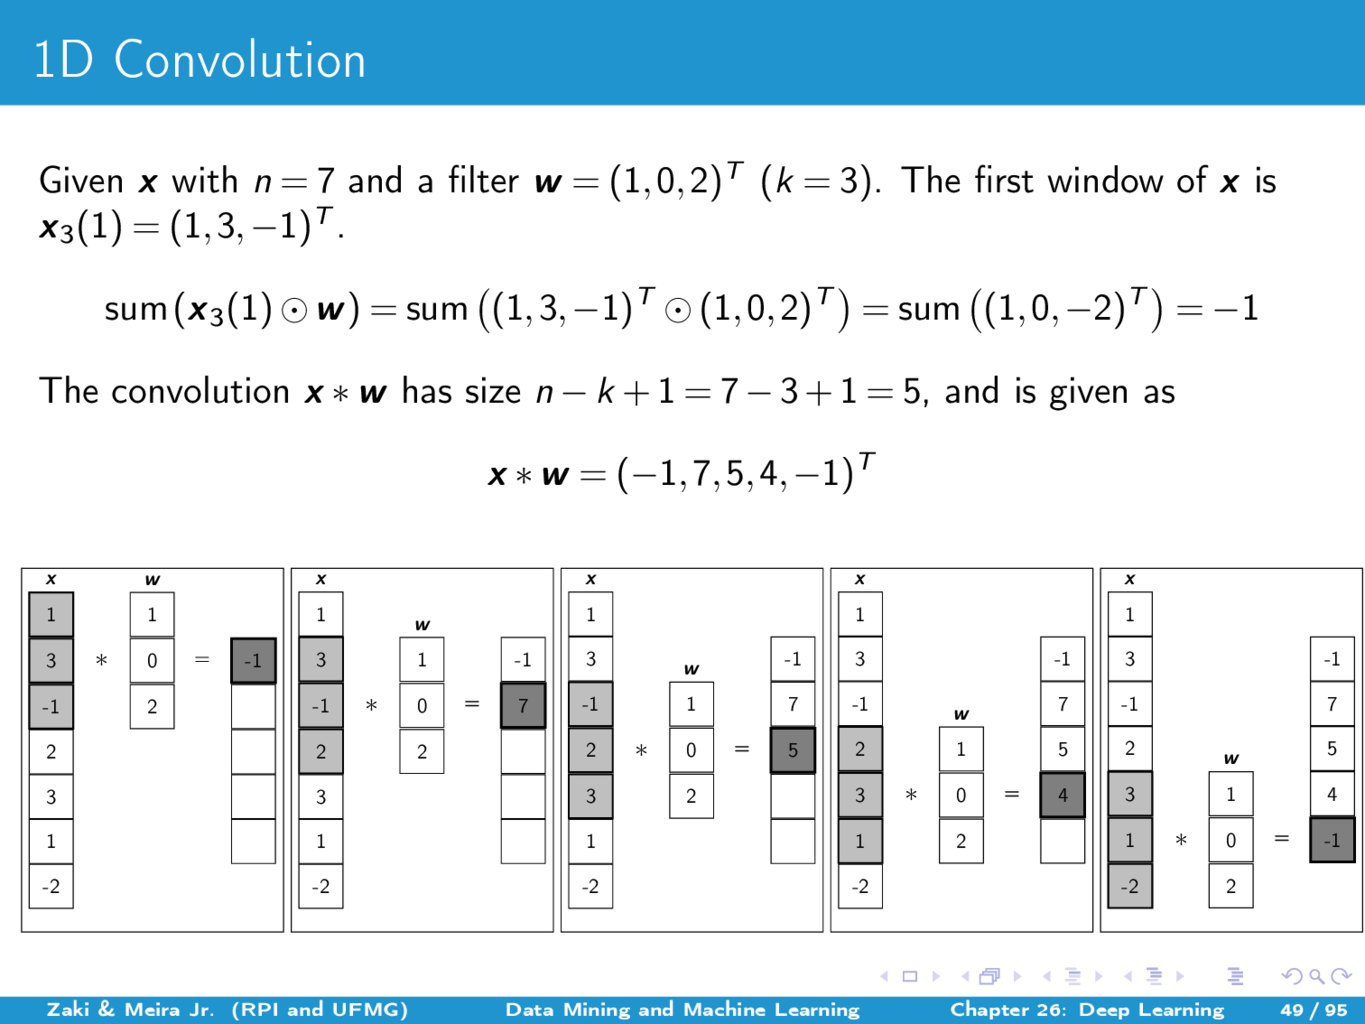 1D Convolution
Given x with n = 7 and a filter w = (1, 0, 2)^T (k = 3). The first window of x is
x₃(1) = (1, 3, −1)^T.
sum(x₃(1) ⊙ w) = sum((1, 3, −1)^T ⊙ (1, 0, 2)^T) = sum((1, 0, −2)^T) = −1
The convolution x ∗ w has size n − k + 1 = 7 − 3 + 1 = 5, and is given as
x ∗ w = (−1, 7, 5, 4, −1)^T
x w
1 1
3 ∗ 0 = -1
-1 2
2
3
1
-2
x
1
w
3 1 -1
-1 ∗ 0 = 7
2 2
3
1
-2
x
1
3 -1
w
-1 1 7
2 ∗ 0 = 5
3 2
1
-2
x
1
3 -1
-1 7
w
2 1 5
3 ∗ 0 = 4
1 2
-2
x
1
3 -1
-1 7
2 5
w
3 1 4
1 ∗ 0 = -1
-2 2
Zaki & Meira Jr. (RPI and UFMG) Data Mining and Machine Learning Chapter 26: Deep Learning 49 / 95